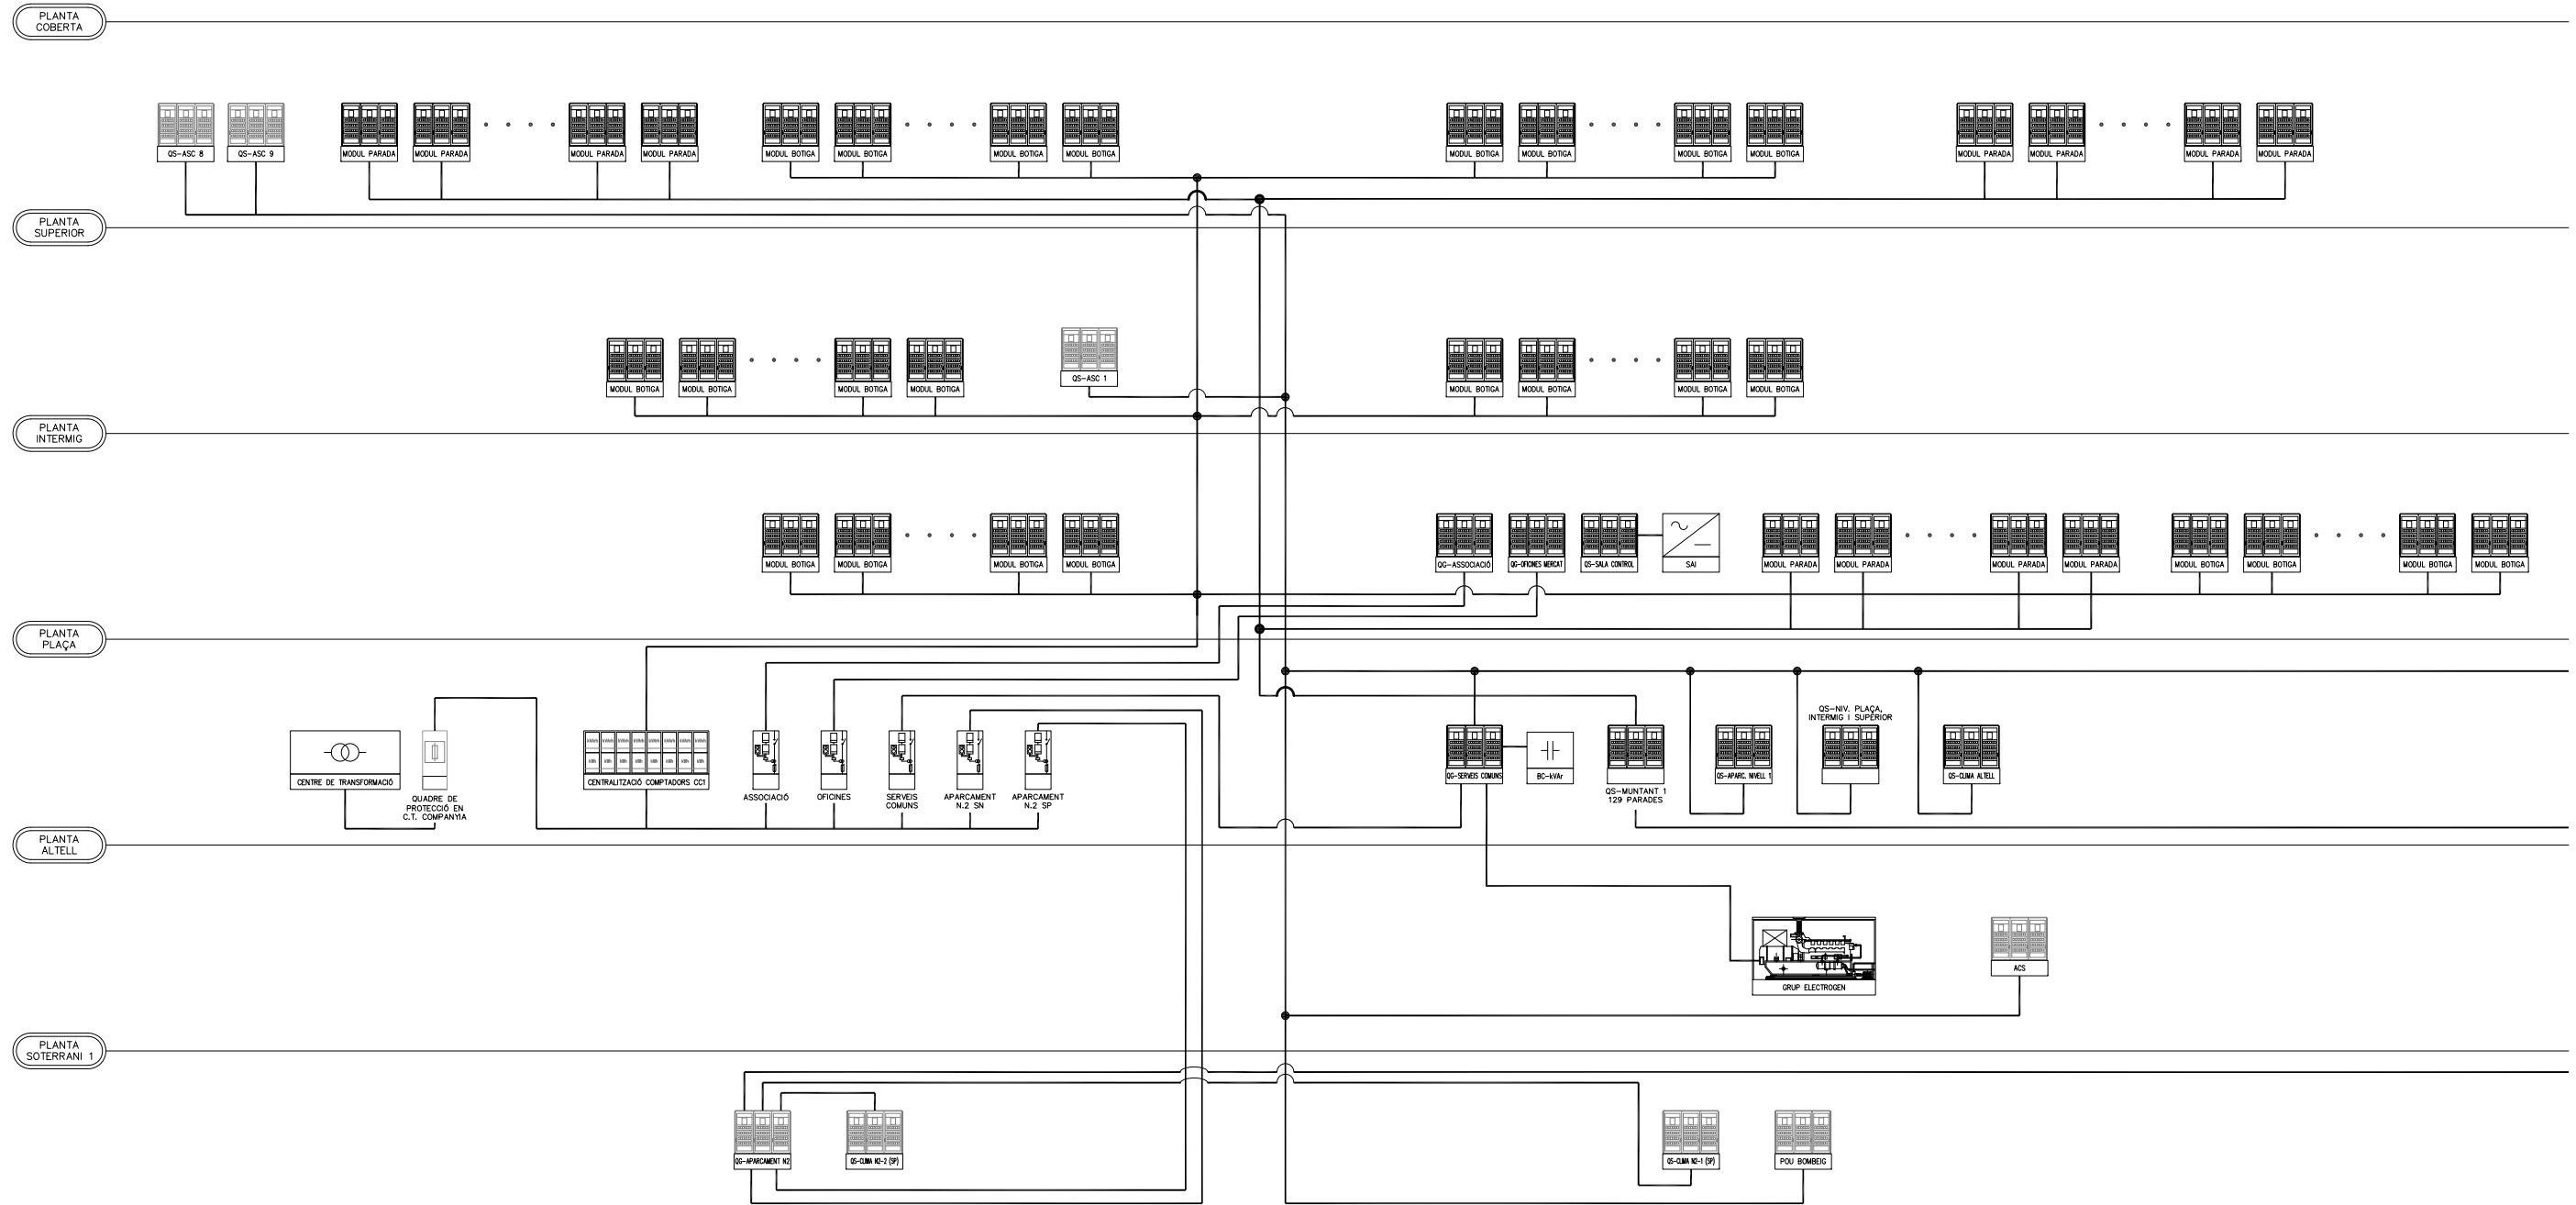 PLANTA
COBERTA
QS-ASC 8
QS-ASC 9
MODUL PARADA
MODUL PARADA
MODUL PARADA
MODUL PARADA
MODUL BOTIGA
MODUL BOTIGA
MODUL BOTIGA
MODUL BOTIGA
MODUL BOTIGA
MODUL BOTIGA
MODUL BOTIGA
MODUL BOTIGA
MODUL PARADA
MODUL PARADA
MODUL PARADA
MODUL PARADA
PLANTA
SUPERIOR
MODUL BOTIGA
MODUL BOTIGA
MODUL BOTIGA
MODUL BOTIGA
QS-ASC 1
MODUL BOTIGA
MODUL BOTIGA
MODUL BOTIGA
MODUL BOTIGA
PLANTA
INTERMIG
MODUL BOTIGA
MODUL BOTIGA
MODUL BOTIGA
MODUL BOTIGA
QG-ASSOCIACIÓ
QG-OFICINES MERCAT
QS-SALA CONTROL
SAI
MODUL PARADA
MODUL PARADA
MODUL PARADA
MODUL PARADA
MODUL BOTIGA
MODUL BOTIGA
MODUL BOTIGA
MODUL BOTIGA
PLANTA
PLAÇA
CENTRE DE TRANSFORMACIÓ
QUADRE DE
PROTECCIÓ EN
C.T. COMPANYIA
CENTRALITZACIÓ COMPTADORS CC1
ASSOCIACIÓ
OFICINES
SERVEIS
COMUNS
APARCAMENT
N.2 SN
APARCAMENT
N.2 SP
QG-SERVEIS COMUNS
BC-kVAr
QS-MUNTANT 1
129 PARADES
QS-APARC. NIVELL 1
QS-NIV. PLAÇA,
INTERMIG I SUPERIOR
QS-CLIMA ALTELL
PLANTA
ALTELL
GRUP ELECTROGEN
ACS
PLANTA
SOTERRANI 1
QG-APARCAMENT N2
QS-CLIMA N2-2 (SP)
QS-CLIMA N2-1 (SP)
POU BOMBEIG